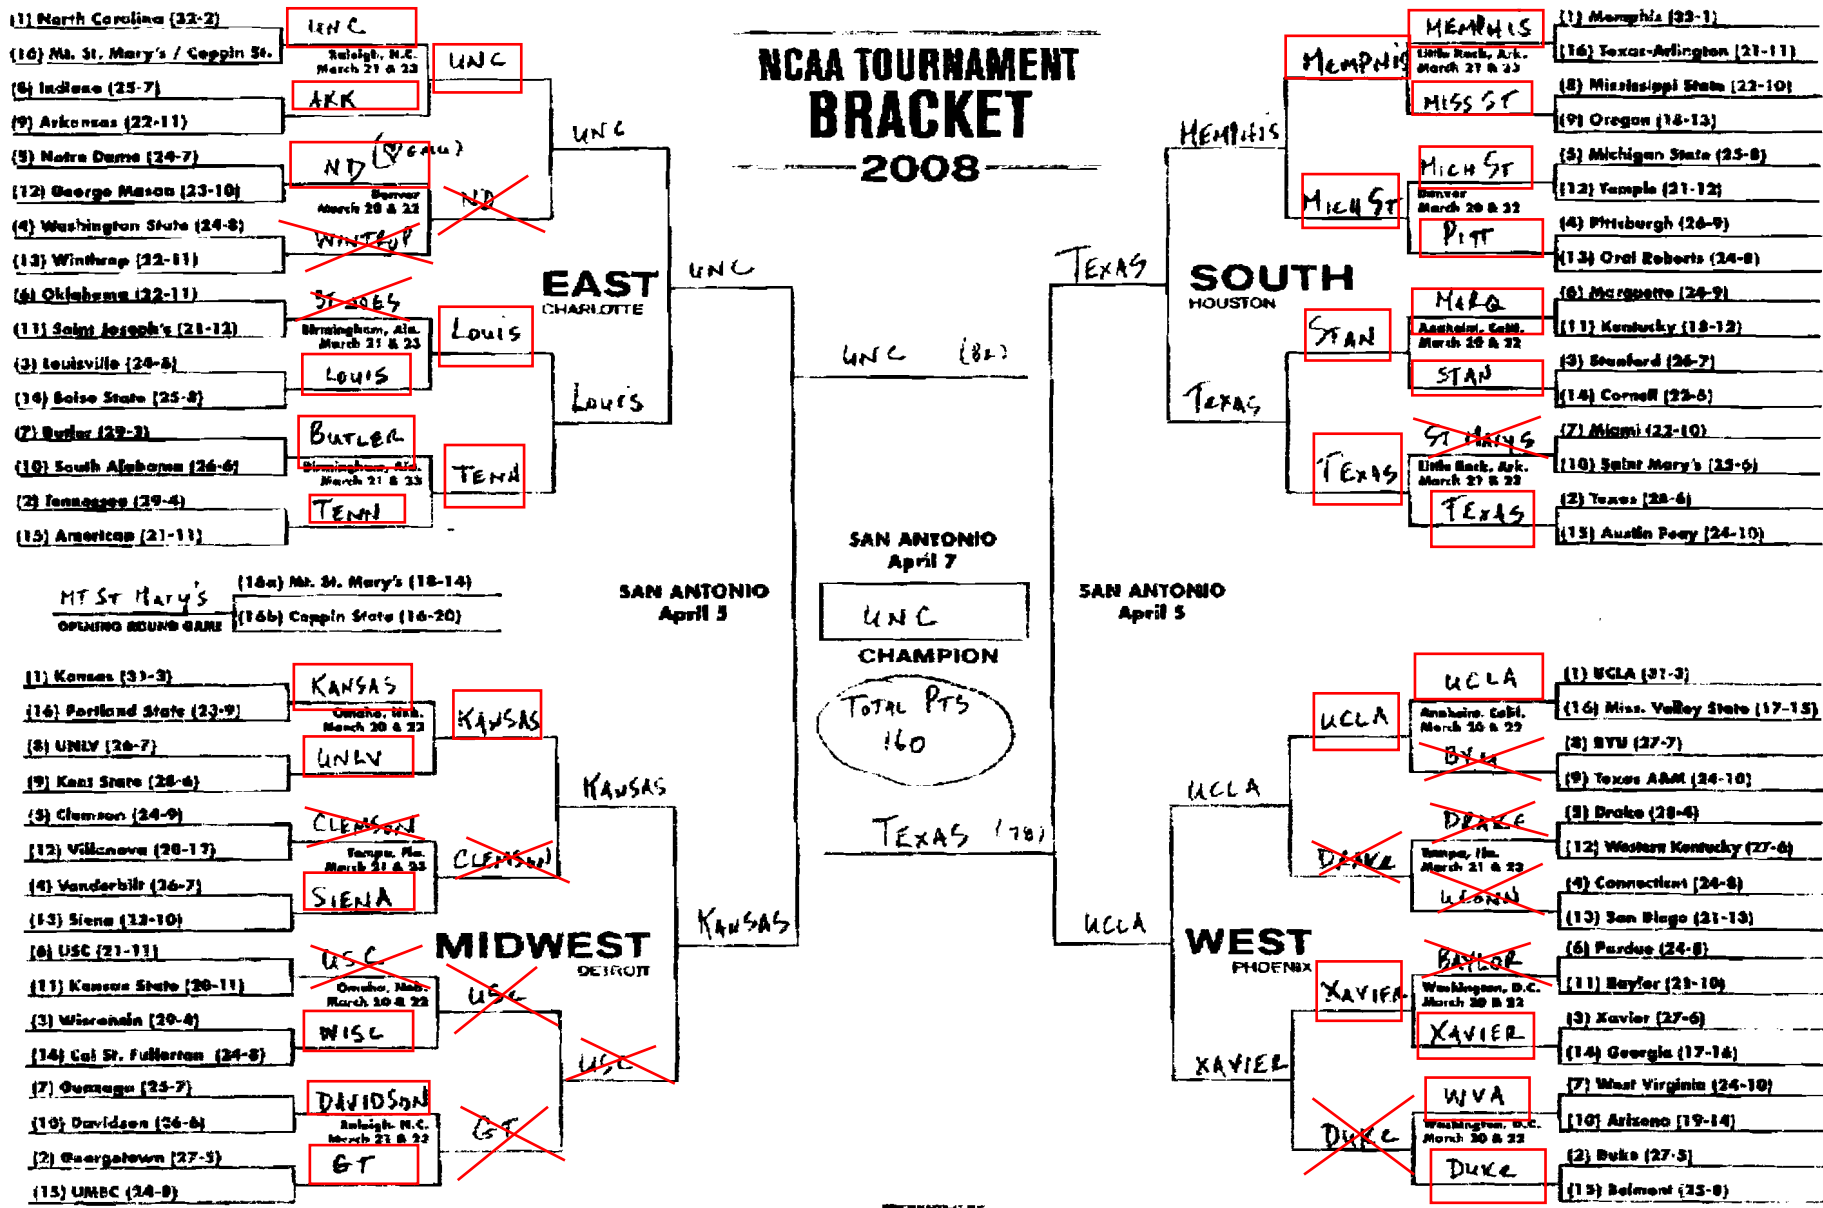 NCAA TOURNAMENT
BRACKET
2008
(1) North Carolina (32-2)
UNC
(16) Mt. St. Mary's / Coppin St.
Raleigh, N.C.
March 21 & 23
UNC
(8) Indiana (25-7)
ARK
(9) Arkansas (22-11)
UNC
(5) Notre Dame (24-7)
ND
GMU)
(12) George Mason (23-10)
Denver
March 20 & 22
ND
(4) Washington State (24-8)
WINTRUP
(13) Winthrop (22-11)
EAST
CHARLOTTE
UNC
(6) Oklahoma (22-11)
ST JOES
(11) Saint Joseph's (21-12)
Birmingham, Ala.
March 21 & 23
LOUIS
(3) Louisville (24-8)
LOUIS
(14) Boise State (25-8)
LOUIS
(7) Butler (29-3)
BUTLER
(10) South Alabama (26-6)
Birmingham, Ala.
March 21 & 23
TENN
(2) Tennessee (29-4)
TENN
(15) American (21-11)
MT ST MARY'S
OPENING ROUND GAME
(16a) Mt. St. Mary's (18-14)
(16b) Coppin State (16-20)
SAN ANTONIO
April 5
(1) Kansas (31-3)
KANSAS
(16) Portland State (23-9)
Omaha, Neb.
March 20 & 22
KANSAS
(8) UNLV (26-7)
UNLV
(9) Kent State (28-6)
KANSAS
(5) Clemson (24-9)
CLEMSON
(12) Villanova (20-12)
Tampa, Fla.
March 21 & 23
CLEMSON
(4) Vanderbilt (26-7)
SIENA
(13) Siena (22-10)
MIDWEST
DETROIT
KANSAS
(6) USC (21-11)
USC
(11) Kansas State (20-11)
Omaha, Neb.
March 20 & 22
USC
(3) Wisconsin (29-4)
WISC
(14) Cal St. Fullerton (24-8)
USC
(7) Gonzaga (25-7)
DAVIDSON
(10) Davidson (26-6)
Raleigh, N.C.
March 21 & 22
GT
(2) Georgetown (27-5)
GT
(15) UMBC (24-8)
UNC (82)
SAN ANTONIO
April 7
UNC
CHAMPION
TOTAL PTS
160
TEXAS (78)
MEMPHIS
(1) Memphis (33-1)
MEMPHIS
Little Rock, Ark.
March 21 & 23
(16) Texas-Arlington (21-11)
MISS ST
(8) Mississippi State (22-10)
(9) Oregon (18-13)
MEMPHIS
MICH ST
(5) Michigan State (25-8)
MICH ST
Denver
March 20 & 22
(12) Temple (21-12)
PITT
(4) Pittsburgh (26-9)
(13) Oral Roberts (24-8)
TEXAS
SOUTH
HOUSTON
MARQ
(6) Marquette (24-9)
STAN
Anaheim, Calif.
March 20 & 22
(11) Kentucky (18-12)
STAN
(3) Stanford (26-7)
(14) Cornell (22-5)
TEXAS
ST MARYS
(7) Miami (22-10)
TEXAS
Little Rock, Ark.
March 21 & 23
(10) Saint Mary's (25-6)
TEXAS
(2) Texas (28-6)
(15) Austin Peay (24-10)
SAN ANTONIO
April 5
UCLA
(1) UCLA (31-3)
UCLA
Anaheim, Calif.
March 20 & 22
(16) Miss. Valley State (17-15)
BYU
(8) BYU (27-7)
(9) Texas A&M (24-10)
UCLA
DRAKE
(5) Drake (28-4)
DRAKE
Tampa, Fla.
March 21 & 23
(12) Western Kentucky (27-6)
UCONN
(4) Connecticut (24-8)
(13) San Diego (21-13)
UCLA
WEST
PHOENIX
BAYLOR
(6) Purdue (24-8)
XAVIER
Washington, D.C.
March 20 & 22
(11) Baylor (21-10)
XAVIER
(3) Xavier (27-6)
(14) Georgia (17-16)
XAVIER
WVA
(7) West Virginia (24-10)
DUKE
Washington, D.C.
March 20 & 22
(10) Arizona (19-14)
DUKE
(2) Duke (27-5)
(15) Belmont (25-8)